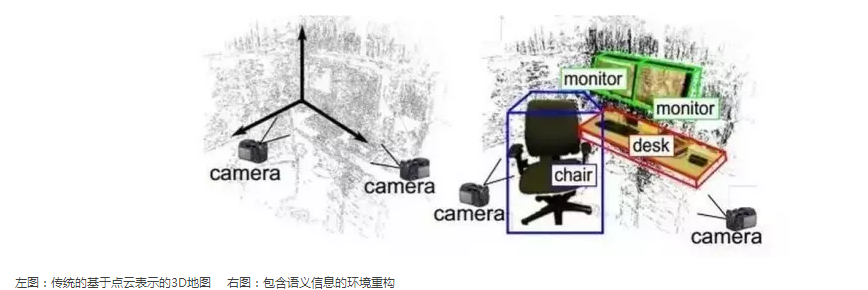 monitor
monitor
desk
chair
camera
camera
camera
camera
左图：传统的基于点云表示的3D地图 右图：包含语义信息的环境重构